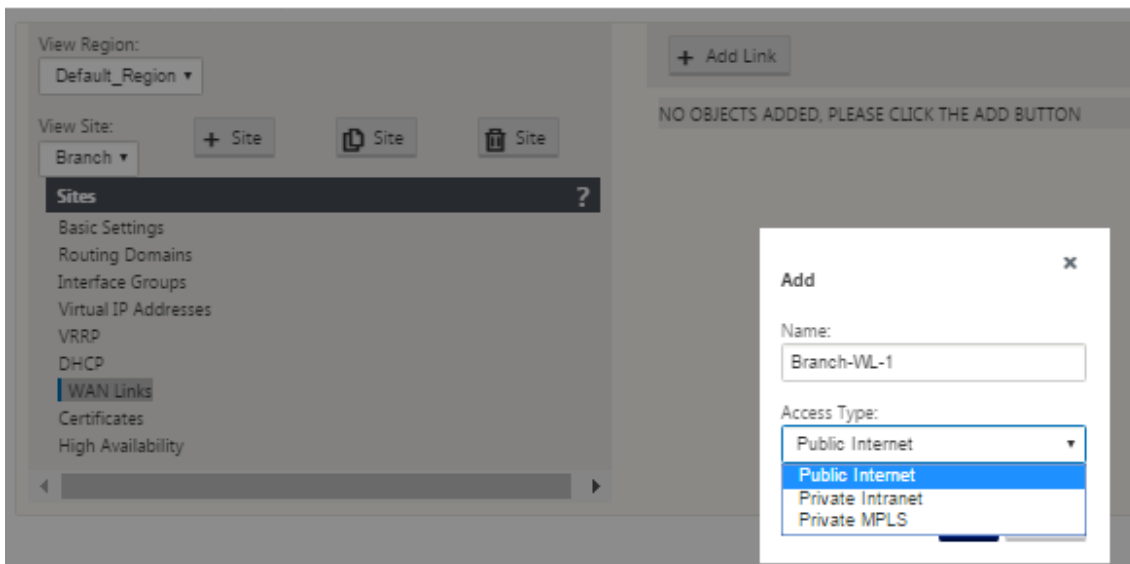 View Region:
Default_Region
View Site:
Branch
+ Site
Site
Site
Sites ?
Basic Settings
Routing Domains
Interface Groups
Virtual IP Addresses
VRRP
DHCP
WAN Links
Certificates
High Availability
+ Add Link
NO OBJECTS ADDED, PLEASE CLICK THE ADD BUTTON
Add
Name:
Branch-WL-1
Access Type:
Public Internet
Public Internet
Private Intranet
Private MPLS